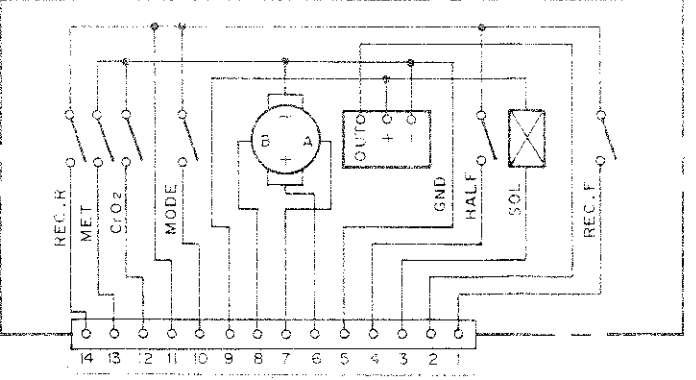 B A
− +
OUT + −
REC.R
MET
CrO2
MODE
GND
HALF
SOL
REC.F
14 13 12 11 10 9 8 7 6 5 4 3 2 1